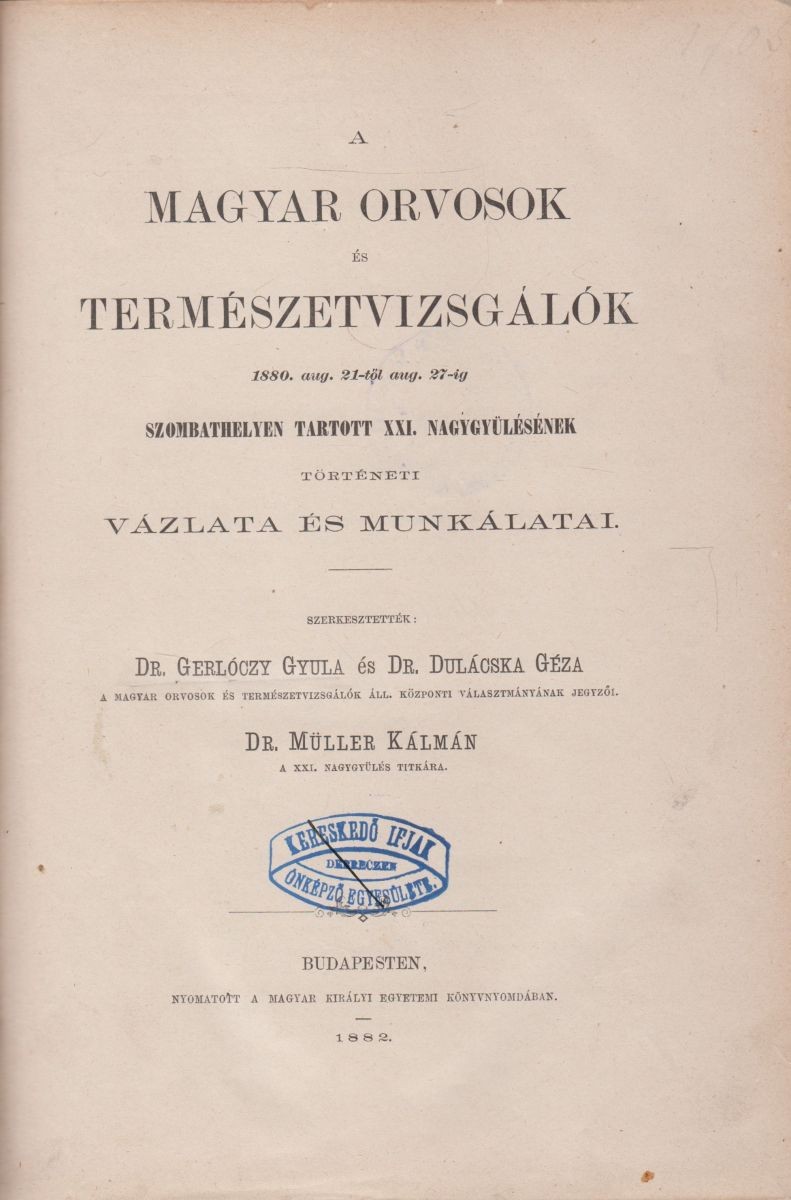 A
MAGYAR ORVOSOK
ÉS
TERMÉSZETVIZSGÁLÓK
1880. aug. 21-től aug. 27-ig
SZOMBATHELYEN TARTOTT XXI. NAGYGYÜLÉSÉNEK
TÖRTÉNETI
VÁZLATA ÉS MUNKÁLATAI.
SZERKESZTETTÉK:
DR. GERLÓCZY GYULA és DR. DULÁCSKA GÉZA
A MAGYAR ORVOSOK ÉS TERMÉSZETVIZSGÁLÓK ÁLL. KÖZPONTI VÁLASZTMÁNYÁNAK JEGYZŐI.
DR. MÜLLER KÁLMÁN
A XXI. NAGYGYÜLÉS TITKÁRA.
KERESKEDŐ IFJAK
DEBRECZEN
ÖNKÉPZŐ EGYESÜLETE.
BUDAPESTEN,
NYOMATOTT A MAGYAR KIRÁLYI EGYETEMI KÖNYVNYOMDÁBAN.
1882.